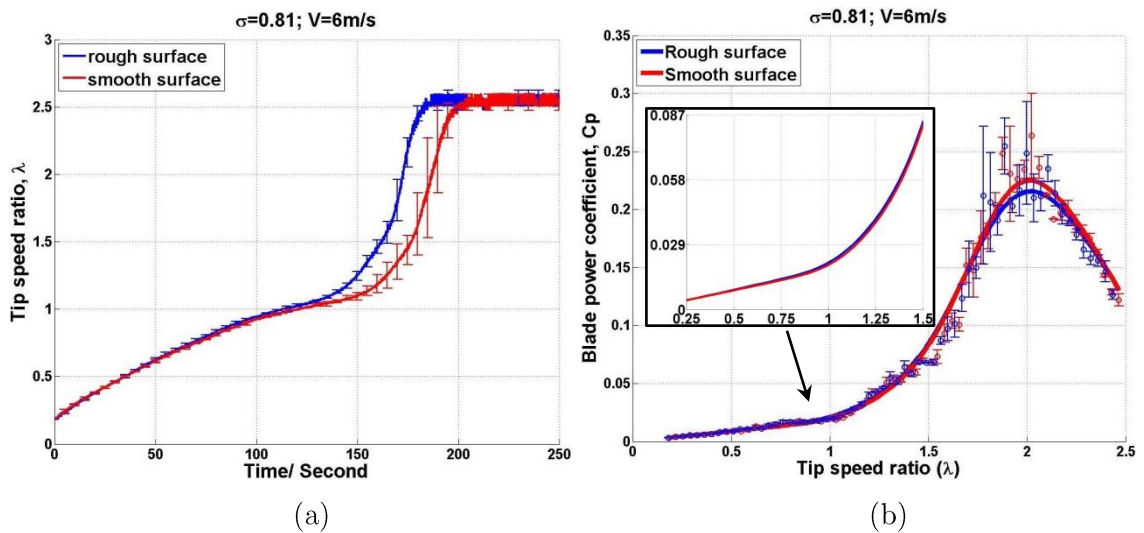 σ=0.81; V=6m/s
rough surface
smooth surface
Tip speed ratio, λ
3
2.5
2
1.5
1
0.5
0
0 50 100 150 200 250
Time/ Second
(a)
σ=0.81; V=6m/s
Rough surface
Smooth surface
Blade power coefficient, Cp
0.35
0.3
0.25
0.2
0.15
0.1
0.05
0
0.087
0.058
0.029
0
0.25 0.5 0.75 1 1.25 1.5
0 0.5 1 1.5 2 2.5
Tip speed ratio (λ)
(b)